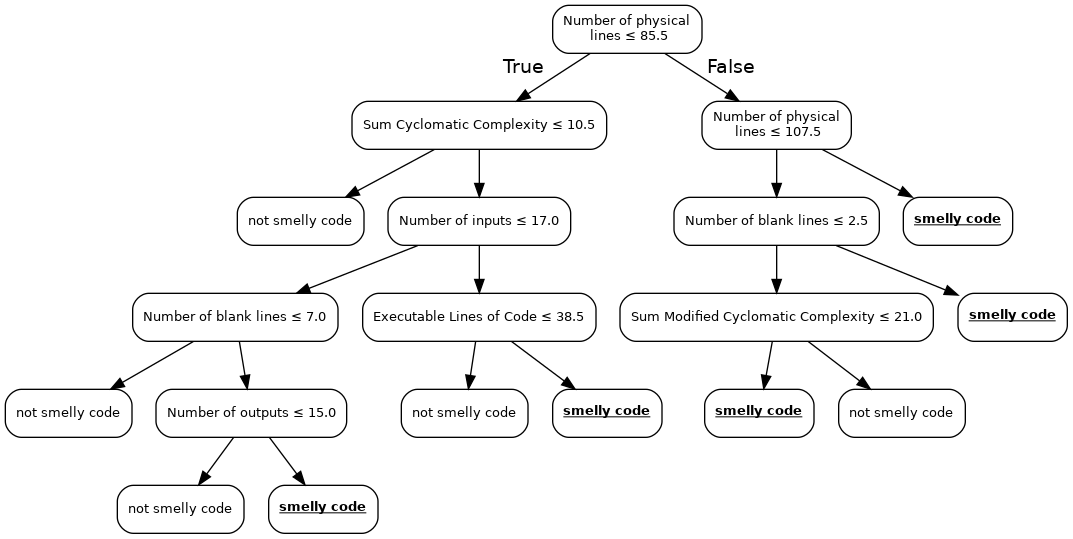 Number of physical
lines ≤ 85.5
True
False
Sum Cyclomatic Complexity ≤ 10.5
Number of physical
lines ≤ 107.5
not smelly code
Number of inputs ≤ 17.0
Number of blank lines ≤ 2.5
smelly code
Number of blank lines ≤ 7.0
Executable Lines of Code ≤ 38.5
Sum Modified Cyclomatic Complexity ≤ 21.0
smelly code
not smelly code
Number of outputs ≤ 15.0
not smelly code
smelly code
smelly code
not smelly code
not smelly code
smelly code